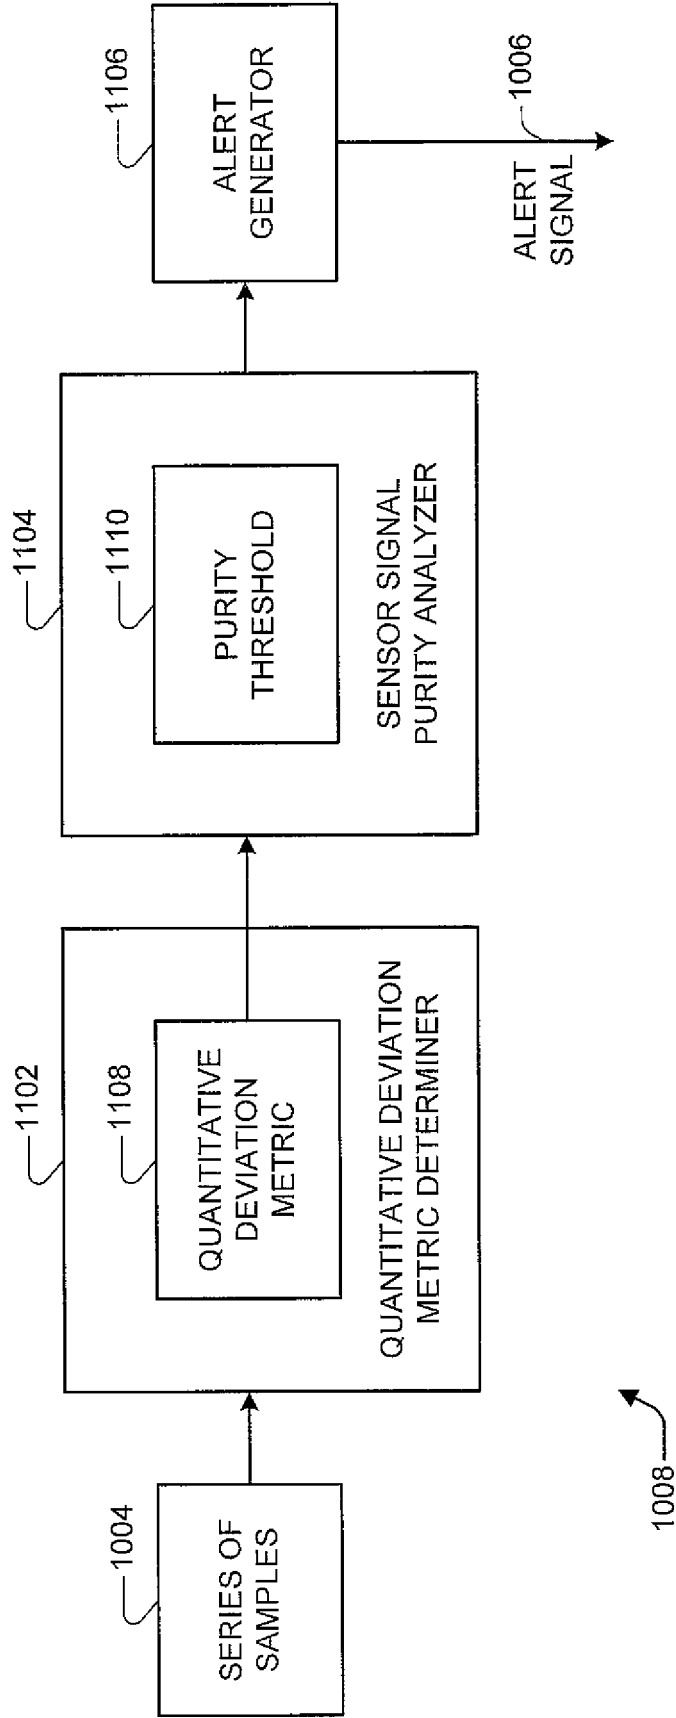 1004
SERIES OF
SAMPLES
1102
1108
QUANTITATIVE
DEVIATION
METRIC
QUANTITATIVE DEVIATION
METRIC DETERMINER
1104
1110
PURITY
THRESHOLD
SENSOR SIGNAL
PURITY ANALYZER
1106
ALERT
GENERATOR
ALERT
SIGNAL
1006
1008